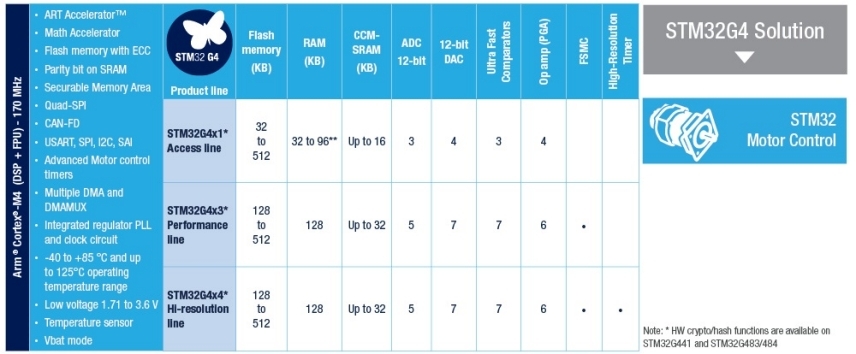 Arm® Cortex®-M4 (DSP + FPU) - 170 MHz
• ART Accelerator™
• Math Accelerator
• Flash memory with ECC
• Parity bit on SRAM
• Securable Memory Area
• Quad-SPI
• CAN-FD
• USART, SPI, I2C, SAI
• Advanced Motor control
timers
• Multiple DMA and
DMAMUX
• Integrated regulator PLL
and clock circuit
• -40 to +85 °C and up
to 125°C operating
temperature range
• Low voltage 1.71 to 3.6 V
• Temperature sensor
• Vbat mode
STM32 G4
Product line
Flash
memory
(KB)
RAM
(KB)
CCM-
SRAM
(KB)
ADC
12-bit
12-bit
DAC
Ultra Fast
Comparators
Op amp (PGA)
FSMC
High-Resolution
Timer
STM32G4x1*
Access line
32
to
512
32 to 96**
Up to 16
3
4
3
4
STM32G4x3*
Performance
line
128
to
512
128
Up to 32
5
7
7
6
•
STM32G4x4*
Hi-resolution
line
128
to
512
128
Up to 32
5
7
7
6
•
•
STM32G4 Solution
STM32
Motor Control
Note: * HW crypto/hash functions are available on
STM32G441 and STM32G483/484